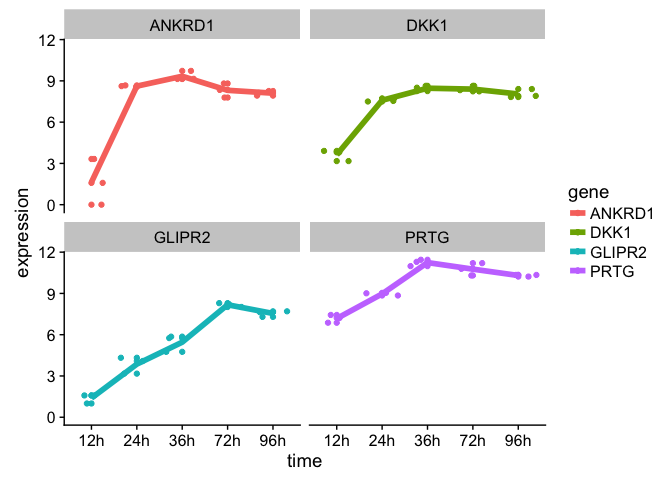 ANKRD1
DKK1
12
9
6
3
0
GLIPR2
PRTG
12
9
6
3
0
12h 24h 36h 72h 96h
12h 24h 36h 72h 96h
time
expression
gene
ANKRD1
DKK1
GLIPR2
PRTG